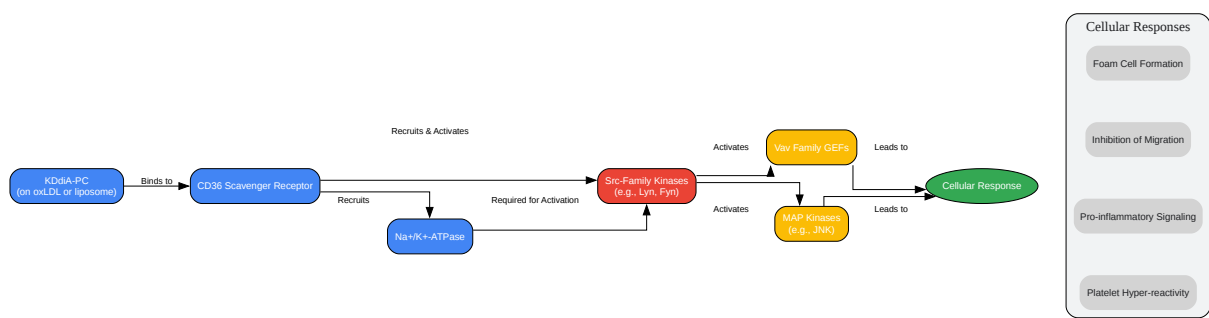 Cellular Responses
Foam Cell Formation
Recruits & Activates
Inhibition of Migration
Activates
Vav Family GEFs
Leads to
KDdiA-PC
(on oxLDL or liposome)
Binds to
CD36 Scavenger Receptor
Src-Family Kinases
(e.g., Lyn, Fyn)
Cellular Response
Recruits
Required for Activation
Activates
MAP Kinases
(e.g., JNK)
Leads to
Pro-inflammatory Signaling
Na+/K+-ATPase
Platelet Hyper-reactivity